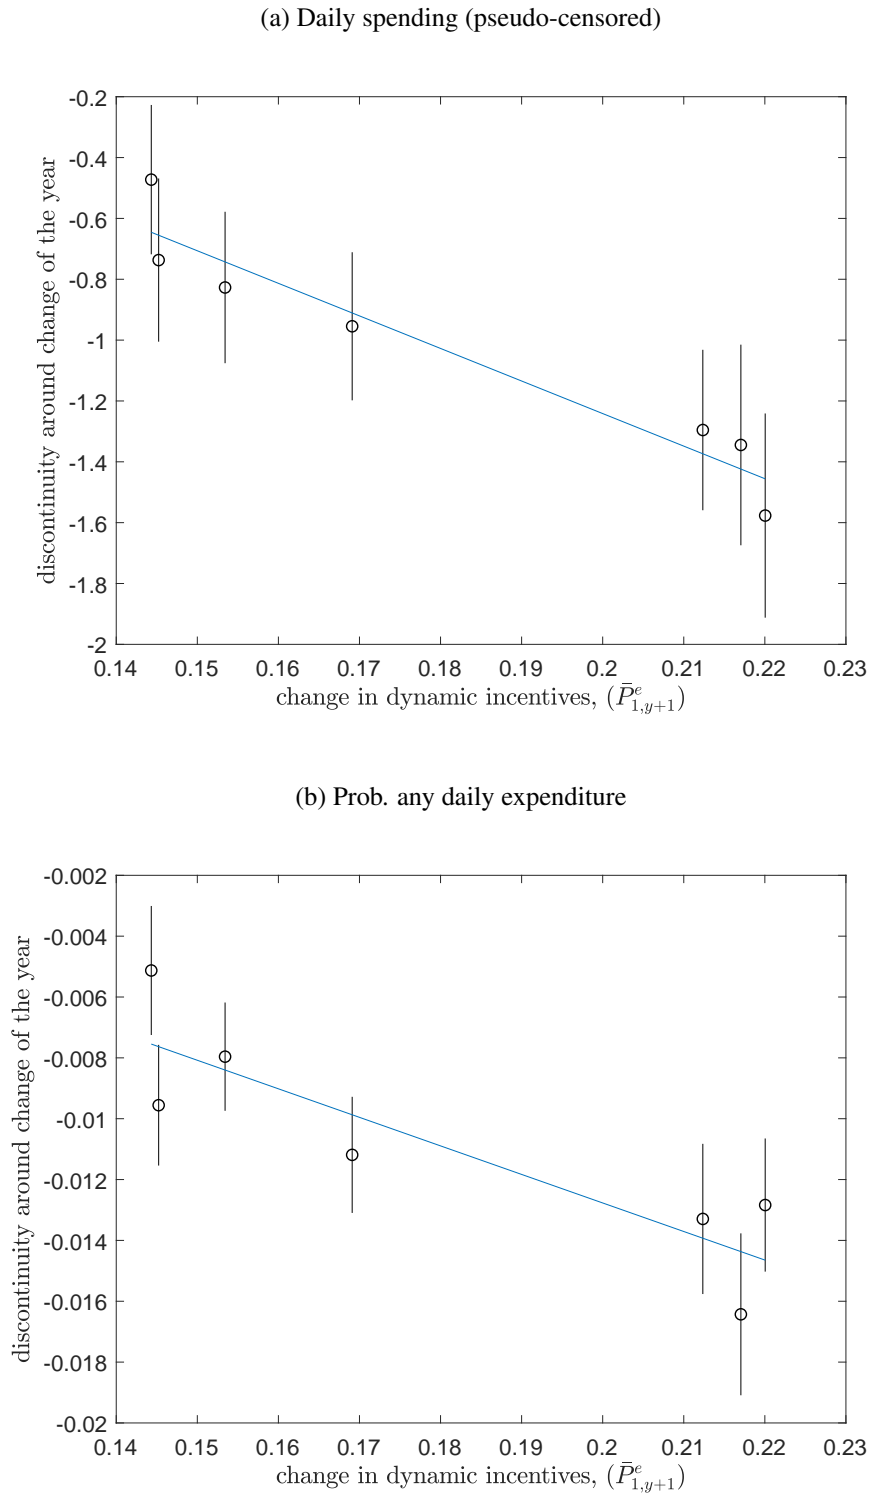 (a) Daily spending (pseudo-censored)
-0.2
-0.4
-0.6
-0.8
-1
-1.2
-1.4
-1.6
-1.8
-2
discontinuity around change of the year
0.14 0.15 0.16 0.17 0.18 0.19 0.2 0.21 0.22 0.23
change in dynamic incentives, ($\bar{P}^e_{1,y+1}$)
(b) Prob. any daily expenditure
-0.002
-0.004
-0.006
-0.008
-0.01
-0.012
-0.014
-0.016
-0.018
-0.02
discontinuity around change of the year
0.14 0.15 0.16 0.17 0.18 0.19 0.2 0.21 0.22 0.23
change in dynamic incentives, ($\bar{P}^e_{1,y+1}$)